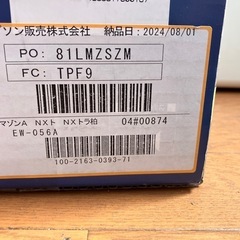 ゾン販売株式会社 納品日:2024/08/01
PO: 81LMZSZM
FC: TPF9
マゾンA NXト NXトラ柏 04#00874
EW-056A
100-2163-0393-71